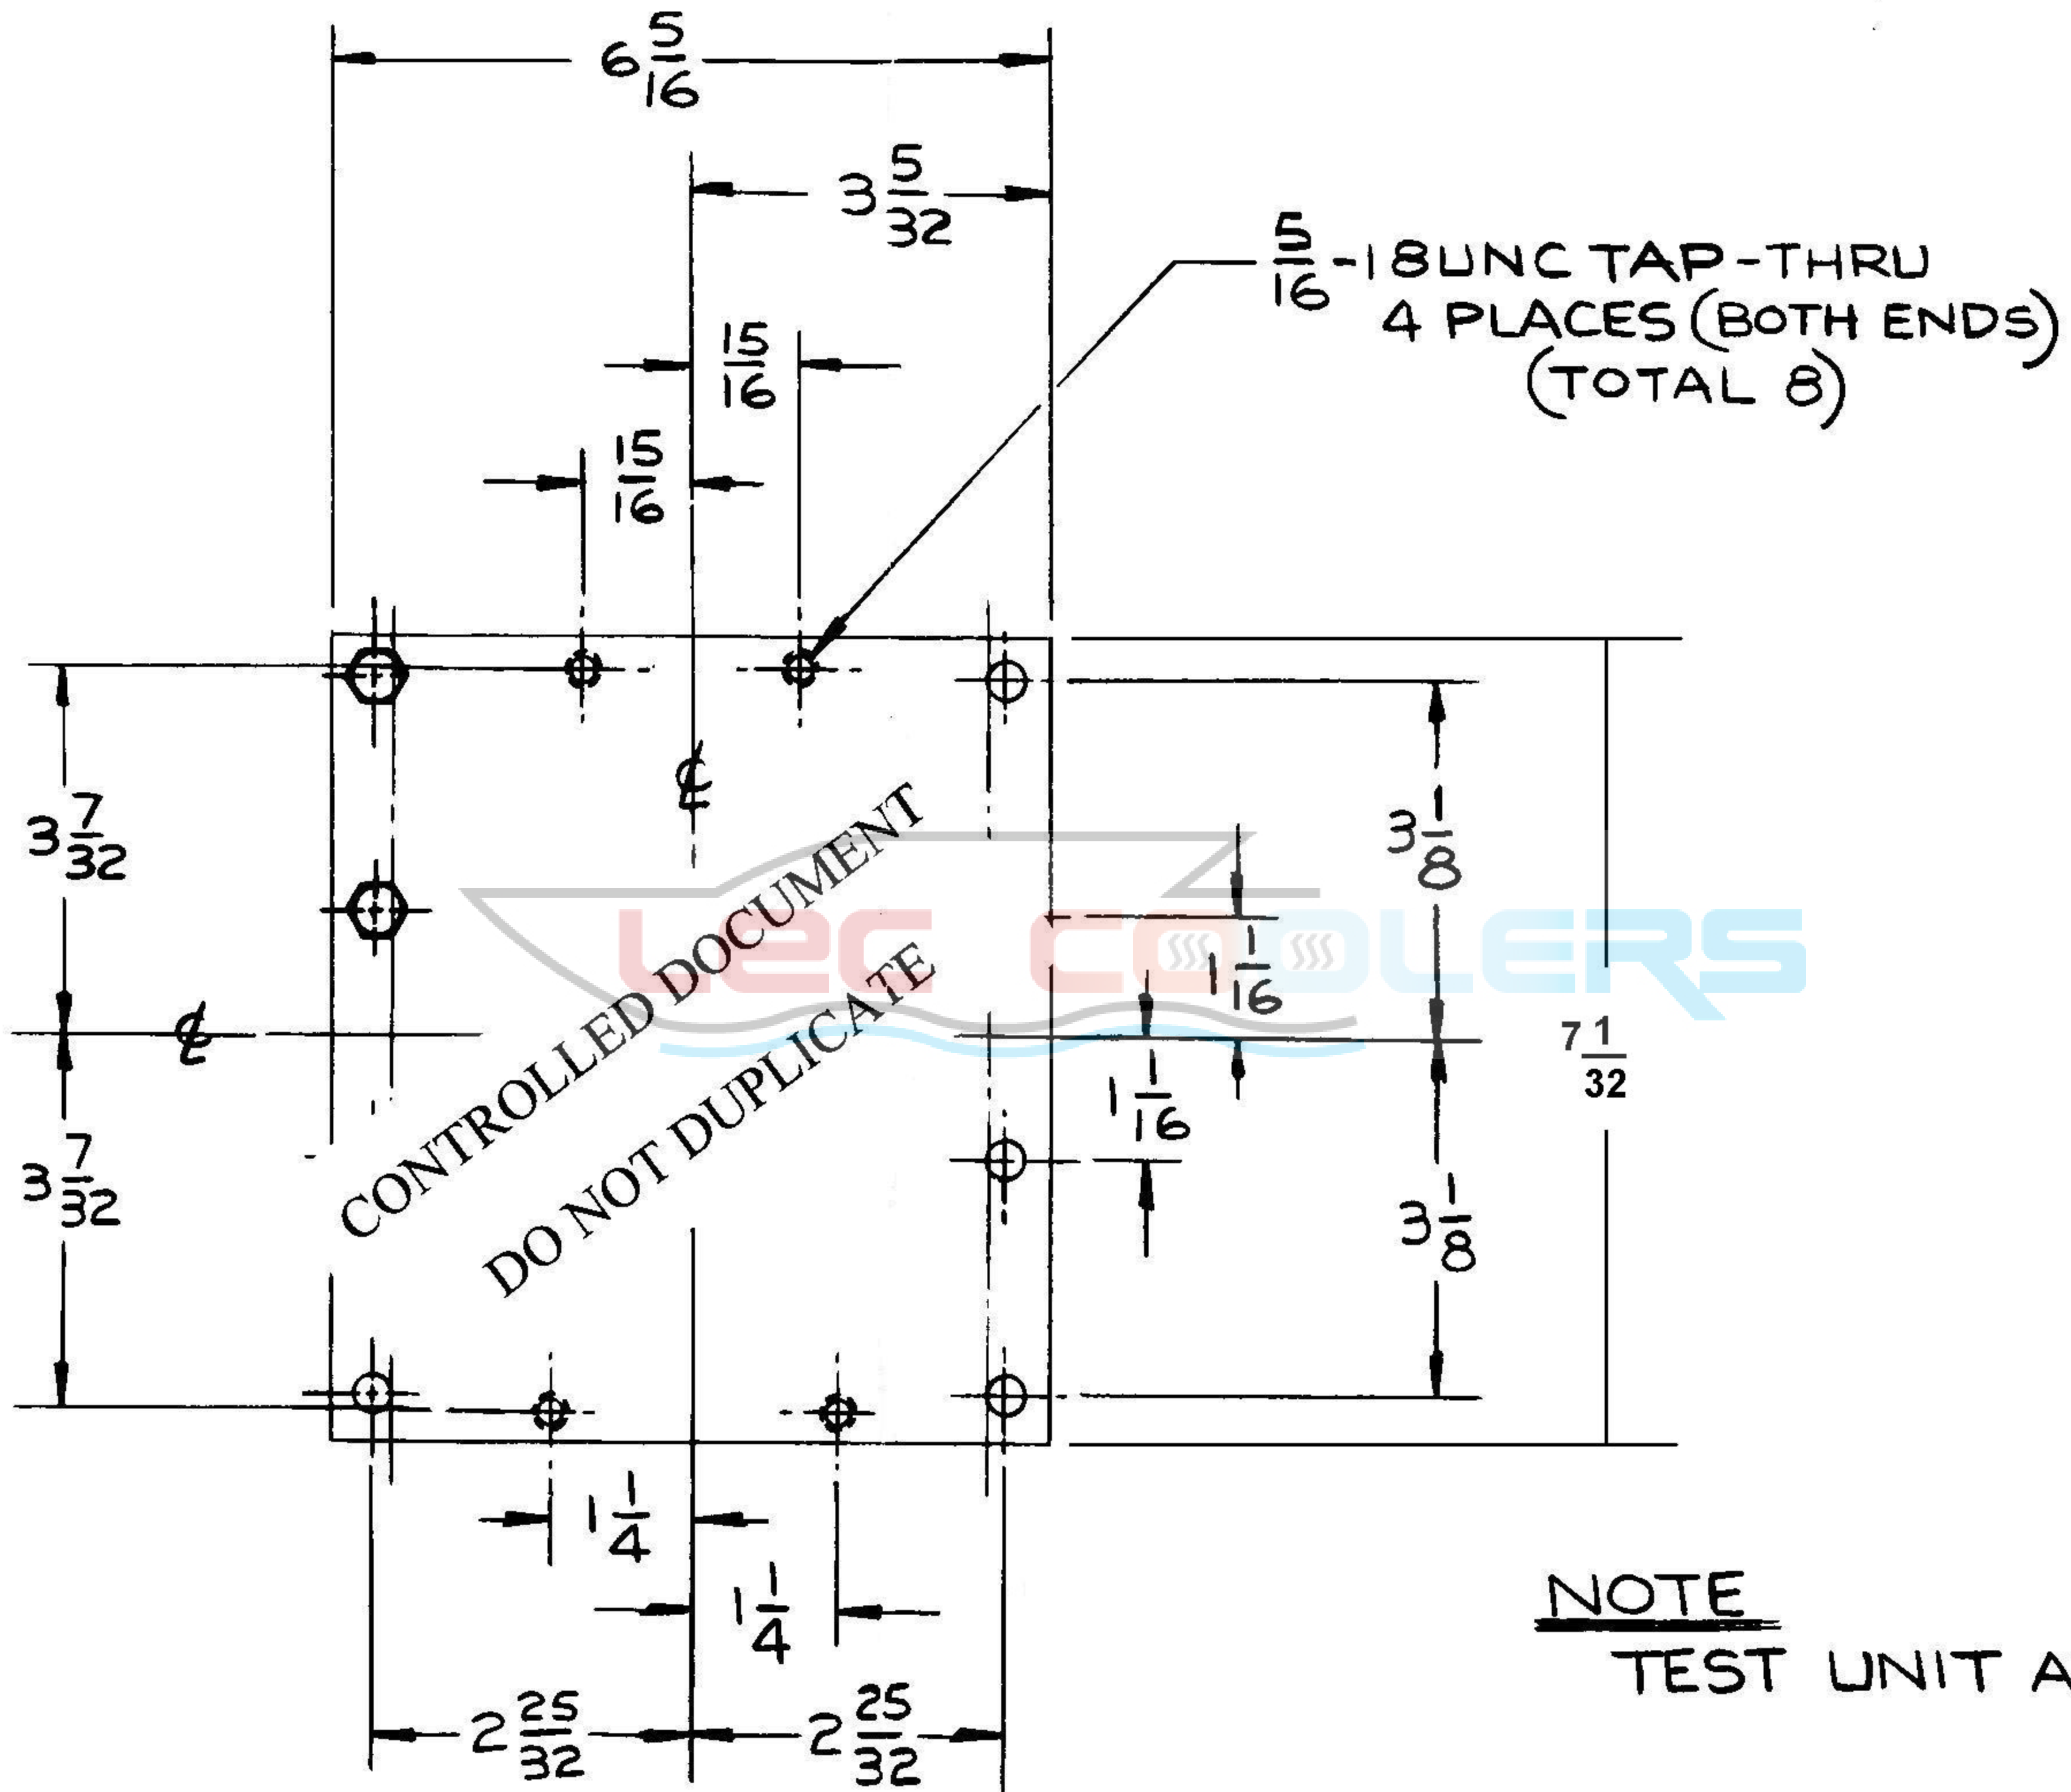 6 5/16
3 5/32
5/16-18UNC TAP-THRU
4 PLACES (BOTH ENDS)
(TOTAL 8)
15/16
15/16
℄
3 7/32
3 1/8
CONTROLLED DOCUMENT
LEC COOLERS
1 1/16
℄
7 1/32
1 1/16
DO NOT DUPLICATE
3 7/32
3 1/8
1 1/4
1 1/4
NOTE
TEST UNIT A
2 25/32
2 25/32